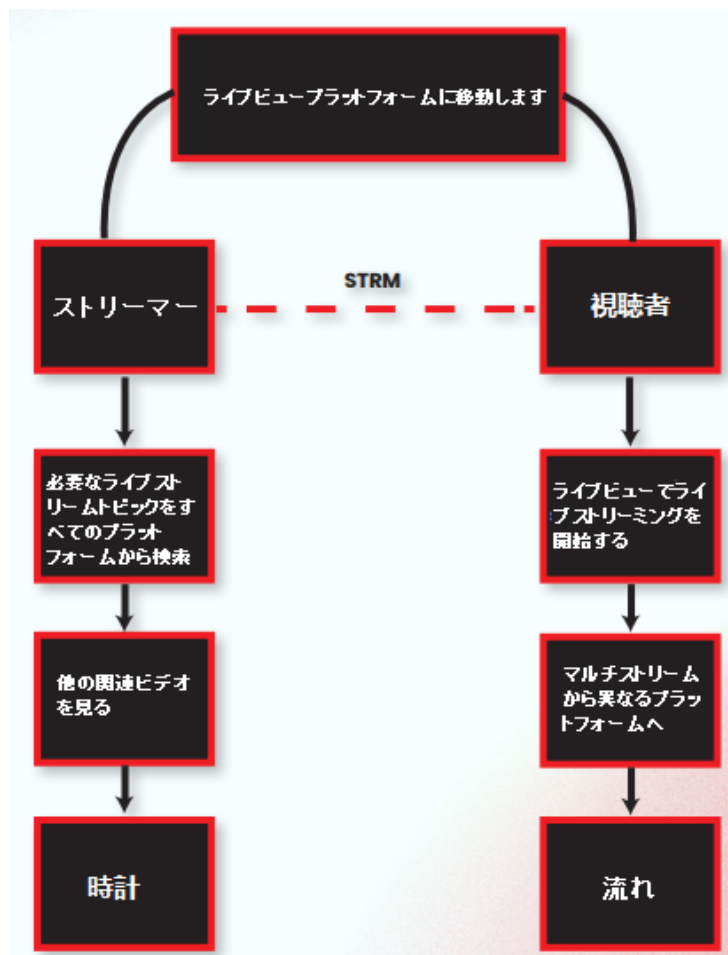 ライブビュープラットフォームに移動します
STRM
ストリーマー
視聴者
必要なライブスト
リームトピックをす
べてのプラット
フォームから検索
ライブビューでライ
ブストリーミングを
開始する
他の関連ビデオ
を見る
マルチストリーム
から異なるプラッ
トフォームへ
時計
流れ